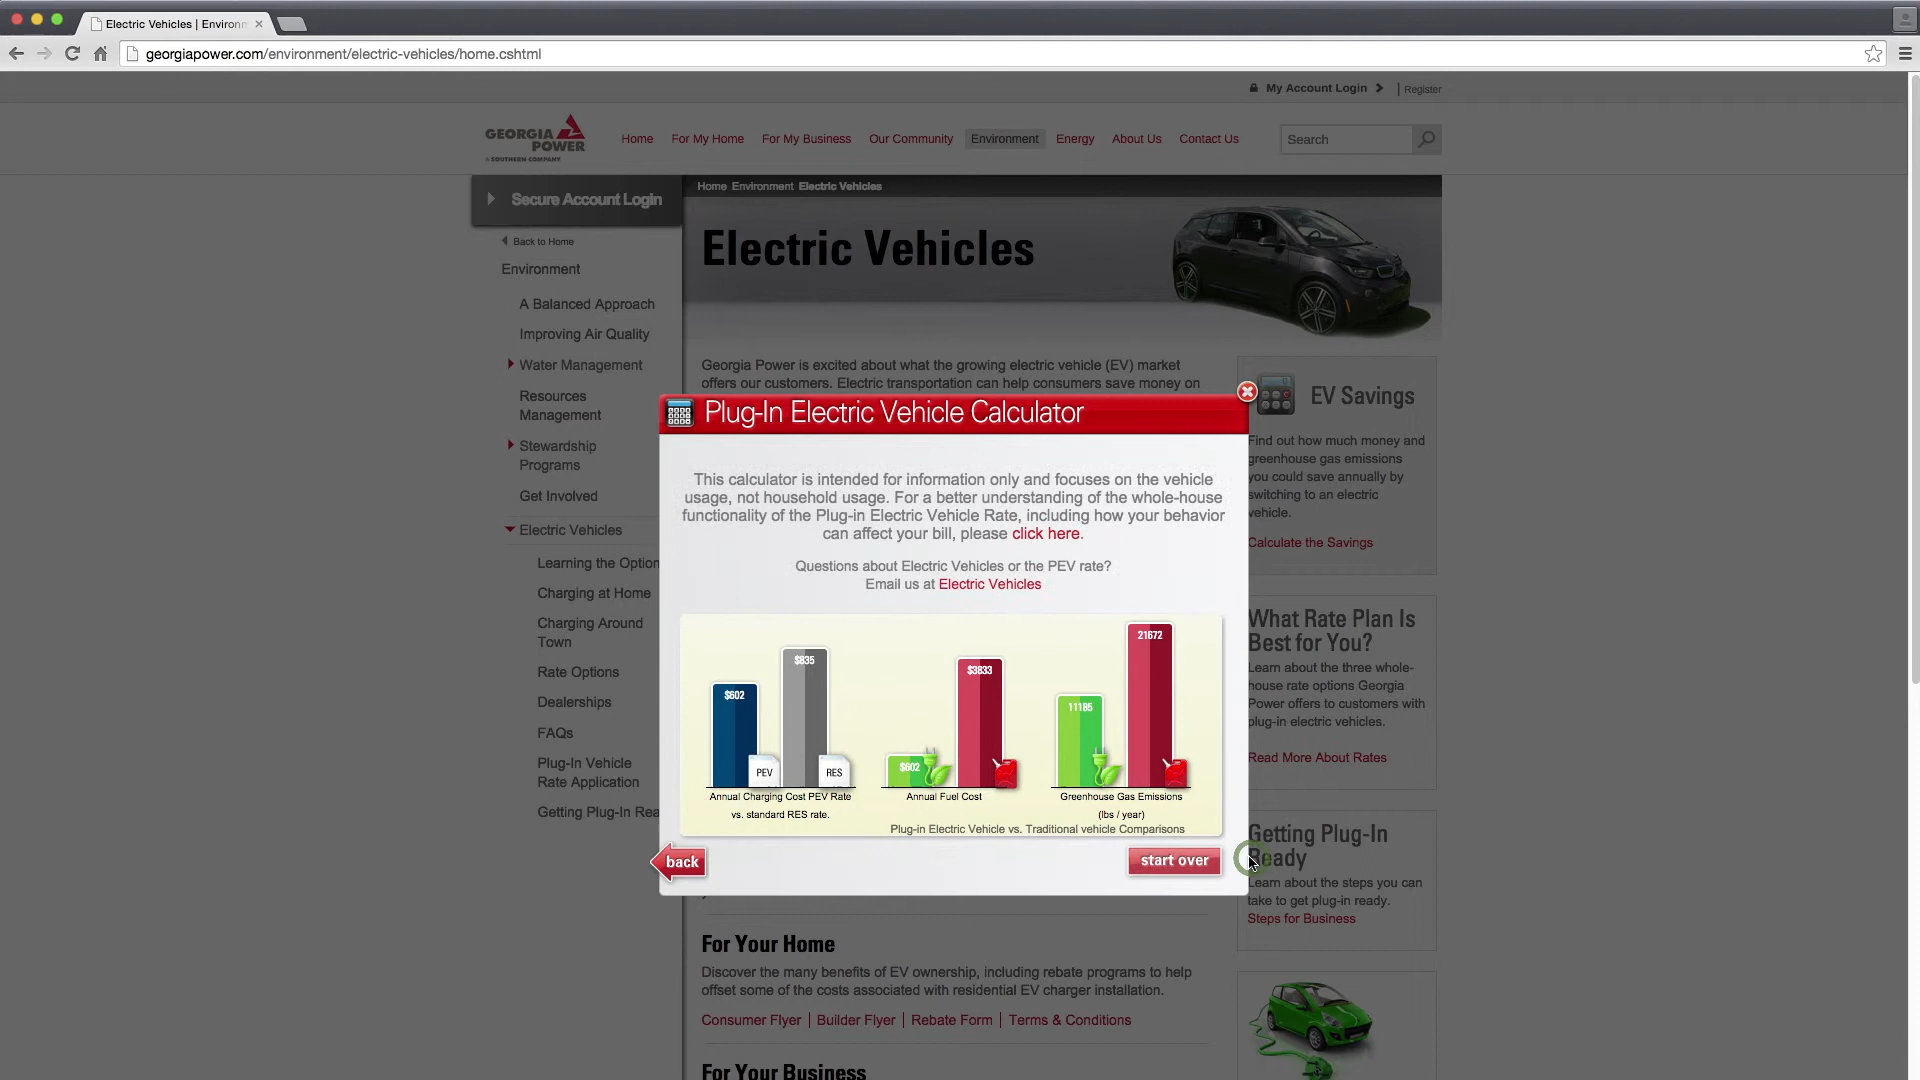 Electric Vehicles | Environ
georgiapower.com/environment/electric-vehicles/home.cshtml
My Account Login
Register
GEORGIA
POWER
A SOUTHERN COMPANY
Home
For My Home
For My Business
Our Community
Environment
Energy
About Us
Contact Us
Search
Secure Account Login
Home Environment Electric Vehicles
Back to Home
Environment
A Balanced Approach
Improving Air Quality
Water Management
Resources
Management
Stewardship
Programs
Get Involved
Electric Vehicles
Learning the Option
Charging at Home
Charging Around
Town
Rate Options
Dealerships
FAQs
Plug-In Vehicle
Rate Application
Getting Plug-In Rea
Electric Vehicles
Georgia Power is excited about what the growing electric vehicle (EV) market
offers our customers. Electric transportation can help consumers save money on
Plug-In Electric Vehicle Calculator
This calculator is intended for information only and focuses on the vehicle
usage, not household usage. For a better understanding of the whole-house
functionality of the Plug-in Electric Vehicle Rate, including how your behavior
can affect your bill, please click here.
Questions about Electric Vehicles or the PEV rate?
Email us at Electric Vehicles
$602
$835
PEV
RES
Annual Charging Cost PEV Rate
vs. standard RES rate.
$602
$3833
Annual Fuel Cost
11185
21672
Greenhouse Gas Emissions
(lbs / year)
Plug-in Electric Vehicle vs. Traditional vehicle Comparisons
back
start over
EV Savings
Find out how much money and
greenhouse gas emissions
you could save annually by
switching to an electric
vehicle.
Calculate the Savings
What Rate Plan Is
Best for You?
Learn about the three whole-
house rate options Georgia
Power offers to customers with
plug-in electric vehicles.
Read More About Rates
Getting Plug-In
Ready
Learn about the steps you can
take to get plug-in ready.
Steps for Business
For Your Home
Discover the many benefits of EV ownership, including rebate programs to help
offset some of the costs associated with residential EV charger installation.
Consumer Flyer | Builder Flyer | Rebate Form | Terms & Conditions
For Your Business